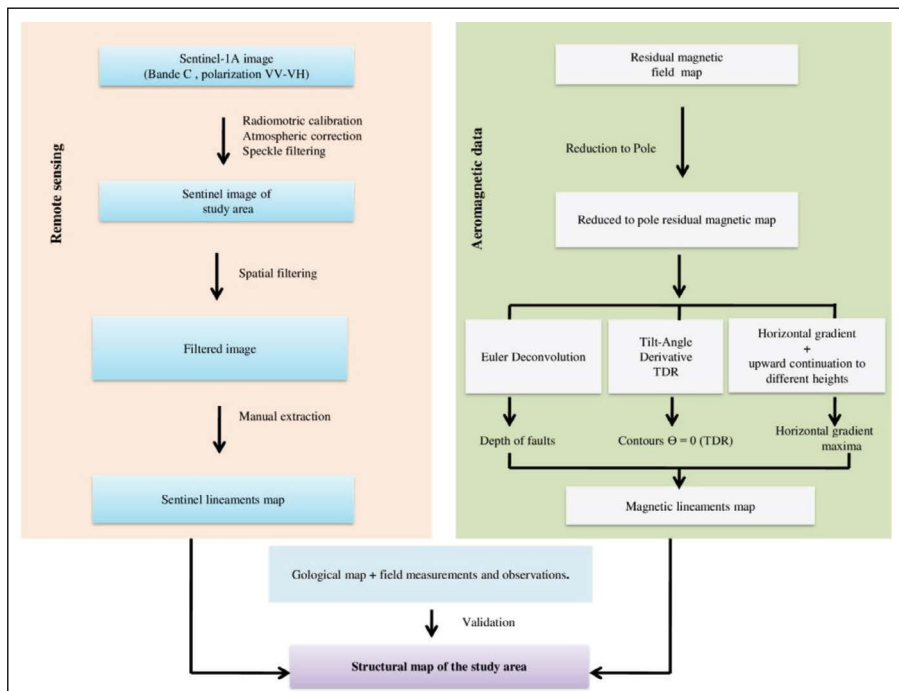 Remote sensing
Sentinel-1A image
(Bande C , polarization VV-VH)
Radiomotric calibration
Atmospheric correction
Speckle filtering
Sentinel image of
study area
Spatial filtering
Filtered image
Manual extraction
Sentinel lineaments map
Aeromagnetic data
Residual magnetic
field map
Reduction to Pole
Reduced to pole residual magnetic map
Euler Deconvolution
Tilt-Angle
Derivative
TDR
Horizontal gradient
+
upward continuation to
different heights
Depth of faults
Contours Θ = 0 (TDR)
Horizontal gradient
maxima
Magnetic lineaments map
Gological map + field measurements and observations.
Validation
Structural map of the study area